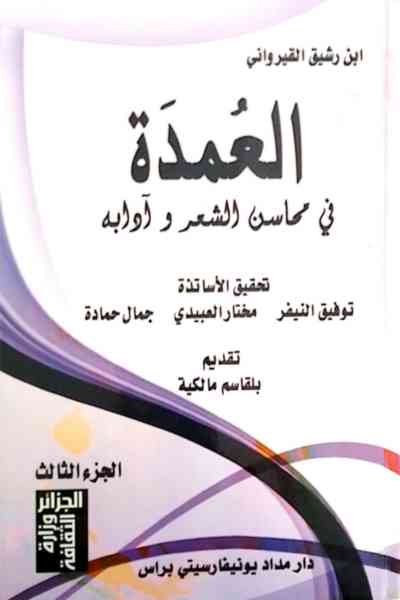 ابن رشيق القيرواني
العُمدَة
في محاسن الشعر و آدابه
تحقيق الأساتذة
توفيق النيفر   مختار العبيدي   جمال حمادة
تقديم
بلقاسم مالكية
الجزء الثالث
الجزائر
وزارة
الثقافة
دار مداد يونيفارسيتي براس